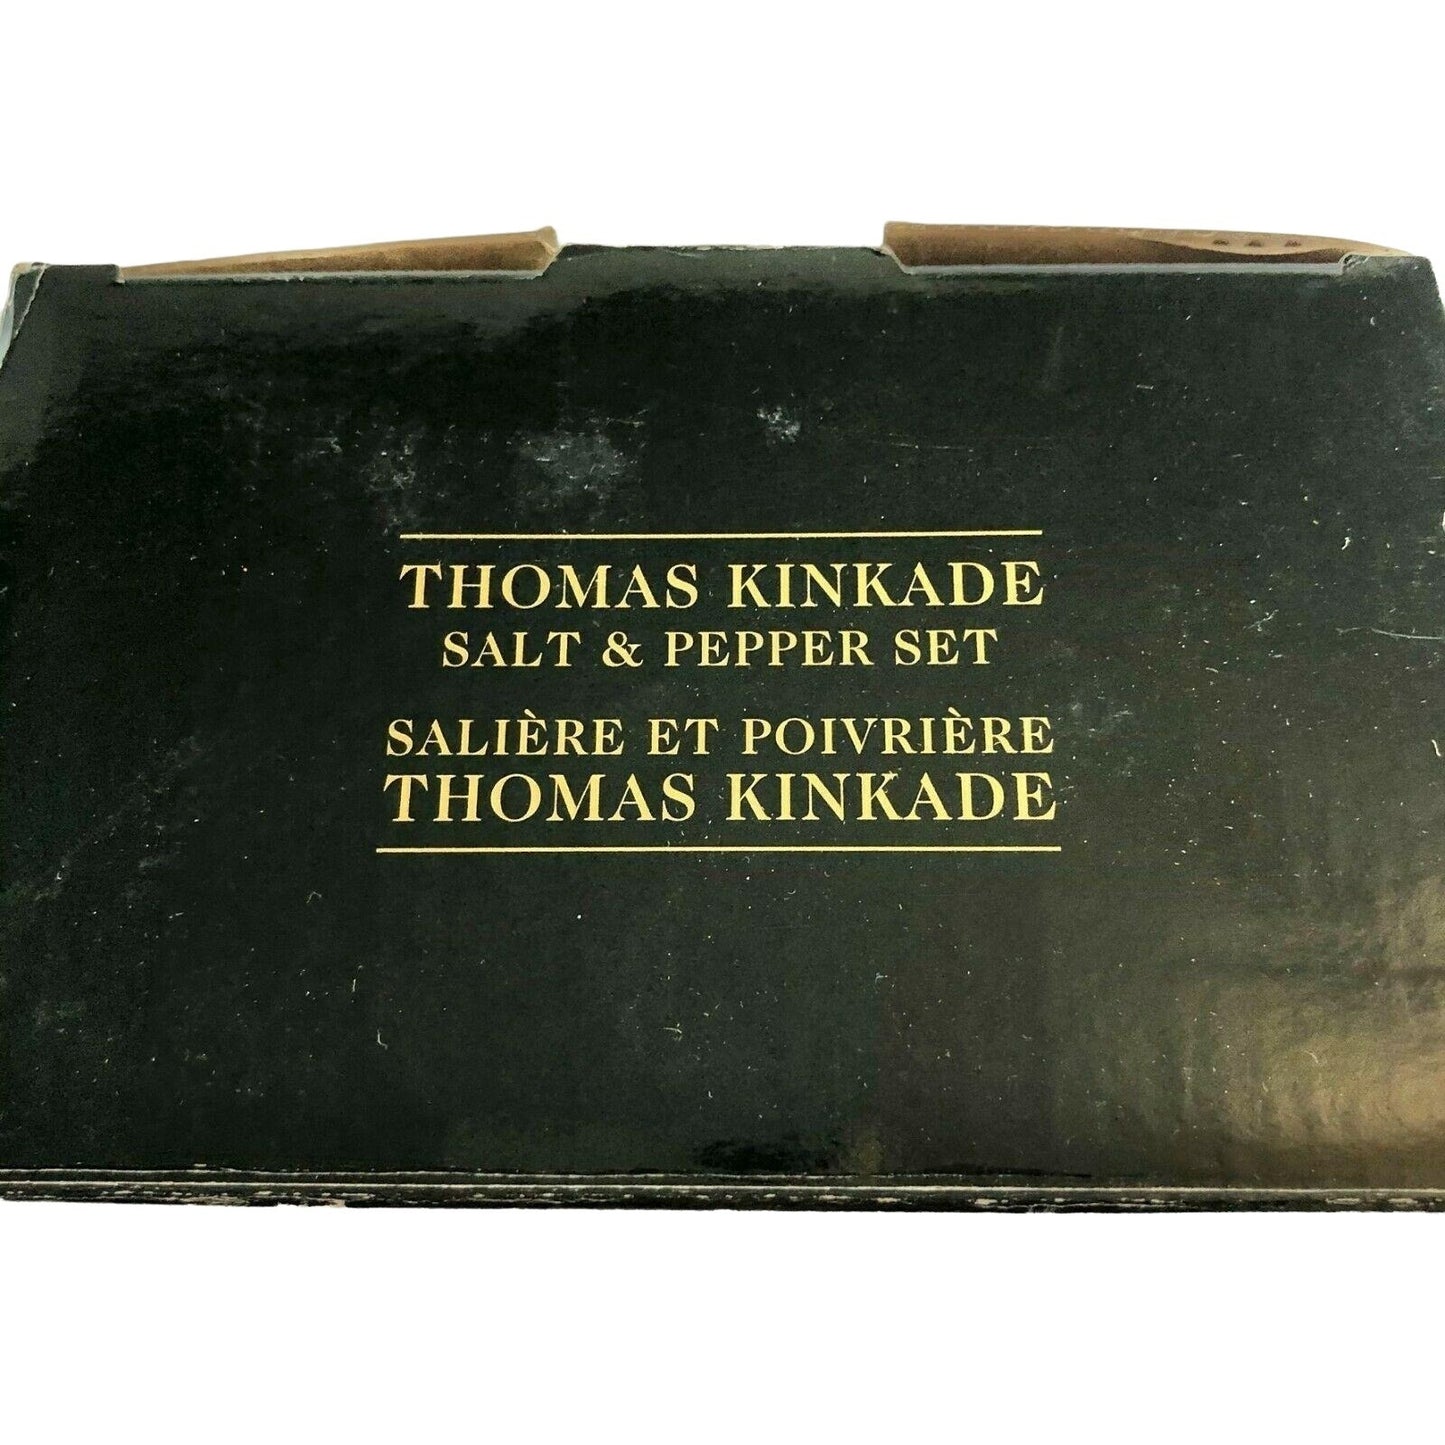 THOMAS KINKADE
SALT & PEPPER SET
SALIÈRE ET POIVRIÈRE
THOMAS KINKADE